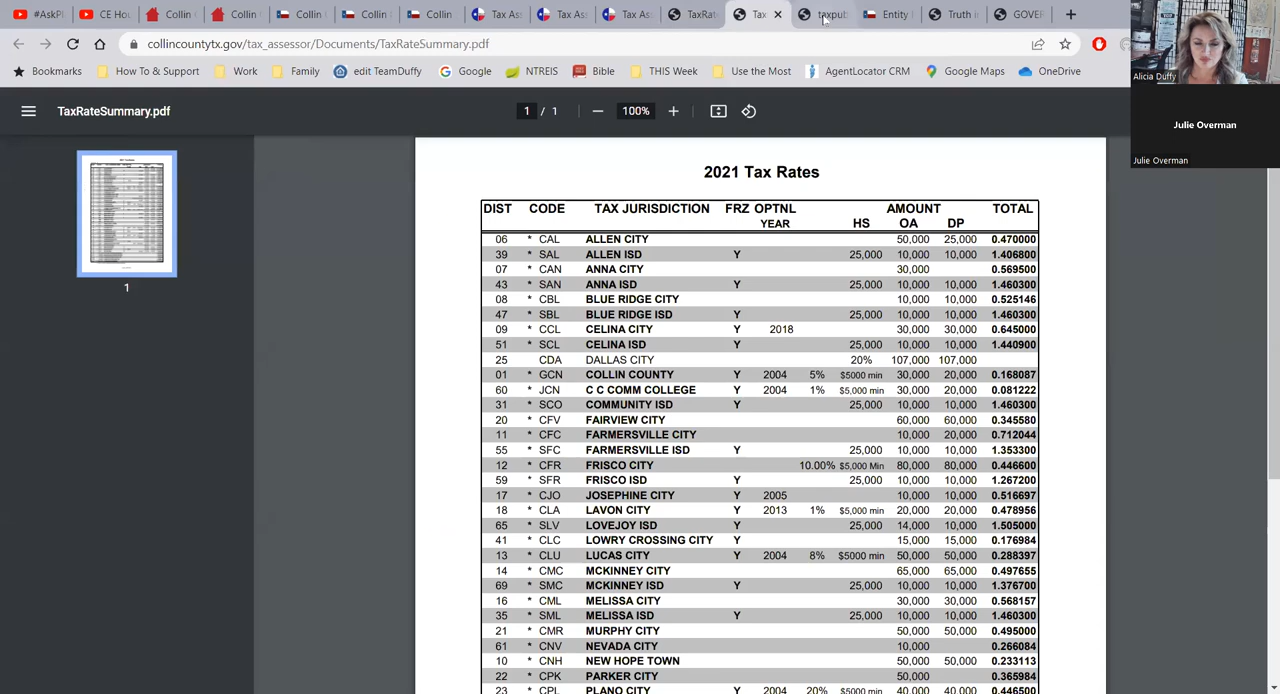 #AskP
CE Hou
Collin
Collin
Collin
Collin
Collin
Tax Ass
Tax Ass
Tax Ass
TaxRat
Tax
taxpub
Entity
Truth in
GOVER
collincountytx.gov/tax_assessor/Documents/TaxRateSummary.pdf
Bookmarks How To & Support Work Family edit TeamDuffy Google NTREIS Bible THIS Week Use the Most AgentLocator CRM Google Maps OneDrive
Alicia Duffy
Julie Overman
Julie Overman
TaxRateSummary.pdf 1 / 1 100%
1
2021 Tax Rates
DIST CODE TAX JURISDICTION FRZ OPTNL AMOUNT TOTAL
YEAR HS OA DP
06 * CAL ALLEN CITY 50,000 25,000 0.470000
39 * SAL ALLEN ISD Y 25,000 10,000 10,000 1.406800
07 * CAN ANNA CITY 30,000 0.569500
43 * SAN ANNA ISD Y 25,000 10,000 10,000 1.460300
08 * CBL BLUE RIDGE CITY 10,000 10,000 0.525146
47 * SBL BLUE RIDGE ISD Y 25,000 10,000 10,000 1.460300
09 * CCL CELINA CITY Y 2018 30,000 30,000 0.645000
51 * SCL CELINA ISD Y 25,000 10,000 10,000 1.440900
25 CDA DALLAS CITY 20% 107,000 107,000
01 * GCN COLLIN COUNTY Y 2004 5% $5000 min 30,000 20,000 0.168087
60 * JCN C C COMM COLLEGE Y 2004 1% $5,000 min 30,000 20,000 0.081222
31 * SCO COMMUNITY ISD Y 25,000 10,000 10,000 1.460300
20 * CFV FAIRVIEW CITY 60,000 60,000 0.345580
11 * CFC FARMERSVILLE CITY 10,000 20,000 0.712044
55 * SFC FARMERSVILLE ISD Y 25,000 10,000 10,000 1.353300
12 * CFR FRISCO CITY 10.00% $5,000 Min 80,000 80,000 0.446600
59 * SFR FRISCO ISD Y 25,000 10,000 10,000 1.267200
17 * CJO JOSEPHINE CITY Y 2005 10,000 10,000 0.516697
18 * CLA LAVON CITY Y 2013 1% $5,000 min 20,000 20,000 0.478956
65 * SLV LOVEJOY ISD Y 25,000 14,000 10,000 1.505000
41 * CLC LOWRY CROSSING CITY Y 15,000 15,000 0.176984
13 * CLU LUCAS CITY Y 2004 8% $5000 min 50,000 50,000 0.288397
14 * CMC MCKINNEY CITY 65,000 65,000 0.497655
69 * SMC MCKINNEY ISD Y 25,000 10,000 10,000 1.376700
16 * CML MELISSA CITY 30,000 30,000 0.568157
35 * SML MELISSA ISD Y 25,000 10,000 10,000 1.460300
21 * CMR MURPHY CITY 50,000 50,000 0.495000
61 * CNV NEVADA CITY 10,000 0.266084
10 * CNH NEW HOPE TOWN 50,000 50,000 0.233113
22 * CPK PARKER CITY 50,000 0.365984
23 * CPL PLANO CITY Y 2004 20% $5,000 min 40,000 40,000 0.446500